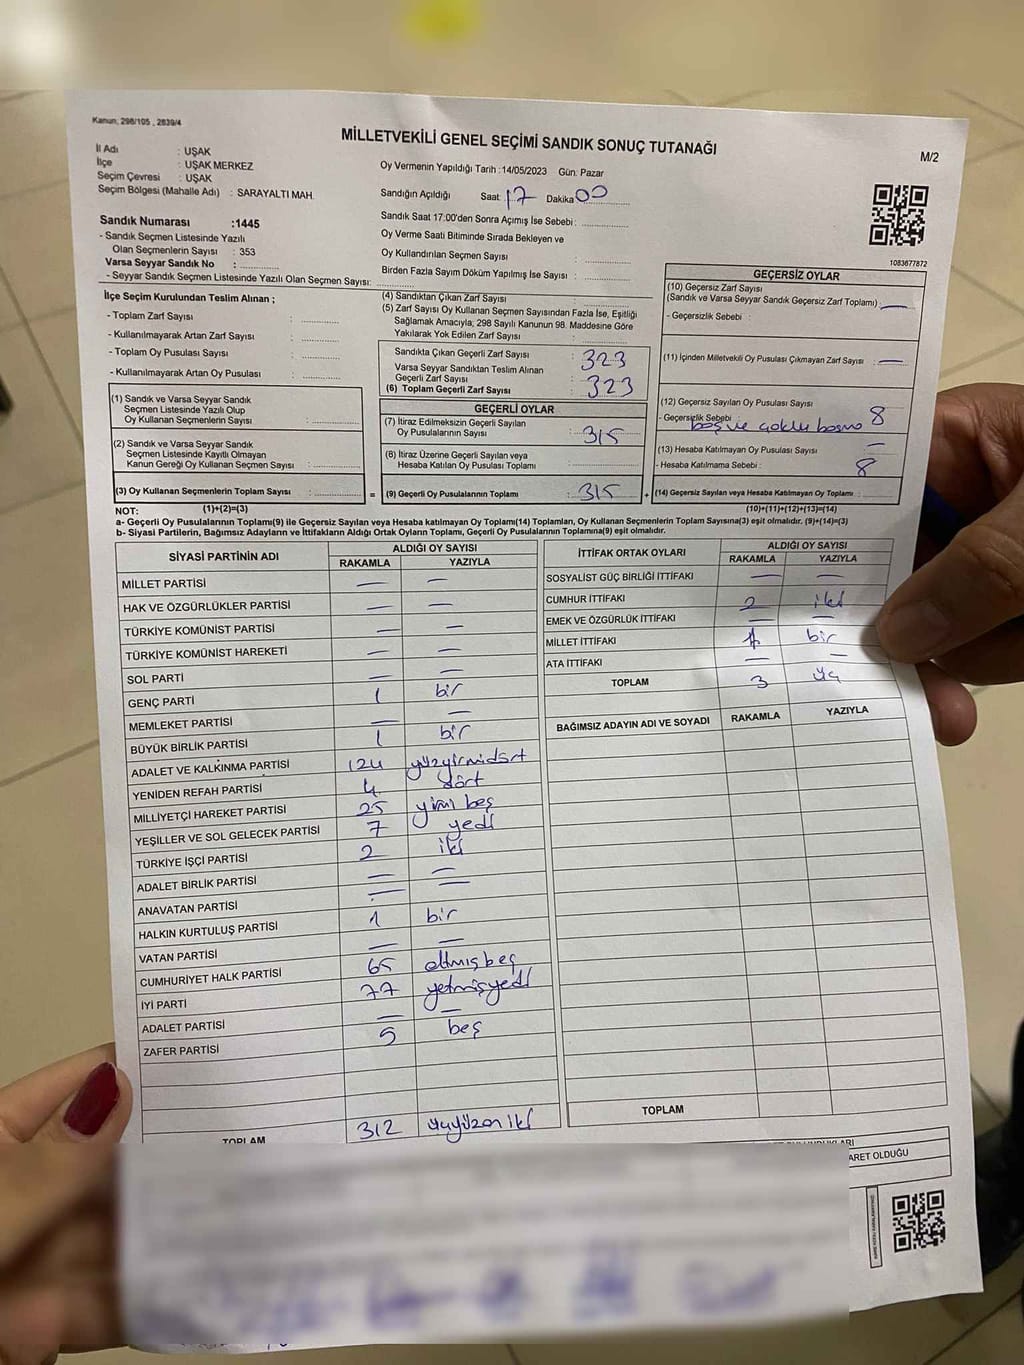 Kanun, 298/105 , 2839/4
MİLLETVEKİLİ GENEL SEÇİMİ SANDIK SONUÇ TUTANAĞI
M/2
İl Adı : UŞAK
İlçe : UŞAK MERKEZ
Seçim Çevresi : UŞAK
Seçim Bölgesi (Mahalle Adı) : SARAYALTI MAH.
Oy Vermenin Yapıldığı Tarih :14/05/2023 Gün: Pazar
Sandığın Açıldığı Saat: 17 Dakika 00
Sandık Saat 17:00'den Sonra Açımış İse Sebebi :
Oy Verme Saati Bitiminde Sırada Bekleyen ve
Oy Kullandırılan Seçmen Sayısı :
Birden Fazla Sayım Döküm Yapılmış İse Sayısı :
Sandık Numarası :1445
- Sandık Seçmen Listesinde Yazılı
Olan Seçmenlerin Sayısı : 353
Varsa Seyyar Sandık No :
- Seyyar Sandık Seçmen Listesinde Yazılı Olan Seçmen Sayısı:
1083677872
İlçe Seçim Kurulundan Teslim Alınan ;
- Toplam Zarf Sayısı :
- Kullanılmayarak Artan Zarf Sayısı :
- Toplam Oy Pusulası Sayısı :
- Kullanılmayarak Artan Oy Pusulası :
(4) Sandıktan Çıkan Zarf Sayısı :
(5) Zarf Sayısı Oy Kullanan Seçmen Sayısından Fazla İse, Eşitliği
Sağlamak Amacıyla; 298 Sayılı Kanunun 98. Maddesine Göre
Yakılarak Yok Edilen Zarf Sayısı :
Sandıkta Çıkan Geçerli Zarf Sayısı : 323
Varsa Seyyar Sandıktan Teslim Alınan
Geçerli Zarf Sayısı :
(6) Toplam Geçerli Zarf Sayısı : 323
GEÇERSİZ OYLAR
(10) Geçersiz Zarf Sayısı
(Sandık ve Varsa Seyyar Sandık Geçersiz Zarf Toplamı) : —
- Geçersizlik Sebebi :
(11) İçinden Milletvekili Oy Pusulası Çıkmayan Zarf Sayısı : —
(12) Geçersiz Sayılan Oy Pusulası Sayısı : 8
- Geçersizlik Sebebi : boş ve çoklu basma
(13) Hesaba Katılmayan Oy Pusulası Sayısı : —
- Hesaba Katılmama Sebebi : 8
(14) Geçersiz Sayılan veya Hesaba Katılmayan Oy Toplamı :
(10)+(11)+(12)+(13)=(14)
(1) Sandık ve Varsa Seyyar Sandık
Seçmen Listesinde Yazılı Olup
Oy Kullanan Seçmenlerin Sayısı :
(2) Sandık ve Varsa Seyyar Sandık
Seçmen Listesinde Kayıtlı Olmayan
Kanun Gereği Oy Kullanan Seçmen Sayısı :
(3) Oy Kullanan Seçmenlerin Toplam Sayısı :
GEÇERLİ OYLAR
(7) İtiraz Edilmeksizin Geçerli Sayılan
Oy Pusulalarının Sayısı : 315
(8) İtiraz Üzerine Geçerli Sayılan veya
Hesaba Katılan Oy Pusulası Toplamı :
= (9) Geçerli Oy Pusulalarının Toplamı : 315 +
NOT: (1)+(2)=(3)
a- Geçerli Oy Pusulalarının Toplamı(9) ile Geçersiz Sayılan veya Hesaba katılmayan Oy Toplamı(14) Toplamları, Oy Kullanan Seçmenlerin Toplam Sayısına(3) eşit olmalıdır. (9)+(14)=(3)
b- Siyasi Partilerin, Bağımsız Adayların ve İttifakların Aldığı Ortak Oyların Toplamı, Geçerli Oy Pusulalarının Toplamına(9) eşit olmalıdır.
SİYASİ PARTİNİN ADI ALDIĞI OY SAYISI
RAKAMLA YAZIYLA
MİLLET PARTİSİ — —
HAK VE ÖZGÜRLÜKLER PARTİSİ — —
TÜRKİYE KOMÜNİST PARTİSİ — —
TÜRKİYE KOMÜNİST HAREKETİ — —
SOL PARTİ — —
GENÇ PARTİ 1 bir
MEMLEKET PARTİSİ — —
BÜYÜK BİRLİK PARTİSİ 1 bir
ADALET VE KALKINMA PARTİSİ 124 yüzyirmidört
YENİDEN REFAH PARTİSİ 4 dört
MİLLİYETÇİ HAREKET PARTİSİ 25 yirmi beş
YEŞİLLER VE SOL GELECEK PARTİSİ 7 yedi
TÜRKİYE İŞÇİ PARTİSİ 2 iki
ADALET BİRLİK PARTİSİ — —
ANAVATAN PARTİSİ — —
HALKIN KURTULUŞ PARTİSİ 1 bir
VATAN PARTİSİ — —
CUMHURİYET HALK PARTİSİ 65 altmışbeş
İYİ PARTİ 77 yetmişyedi
ADALET PARTİSİ — —
ZAFER PARTİSİ 5 beş
TOPLAM 312 üçyüzoniki
İTTİFAK ORTAK OYLARI ALDIĞI OY SAYISI
RAKAMLA YAZIYLA
SOSYALİST GÜÇ BİRLİĞİ İTTİFAKI — —
CUMHUR İTTİFAKI 2 iki
EMEK VE ÖZGÜRLÜK İTTİFAKI — —
MİLLET İTTİFAKI 1 bir
ATA İTTİFAKI — —
TOPLAM 3 üç
BAĞIMSIZ ADAYIN ADI VE SOYADI RAKAMLA YAZIYLA
TOPLAM
ARET OLDUĞU